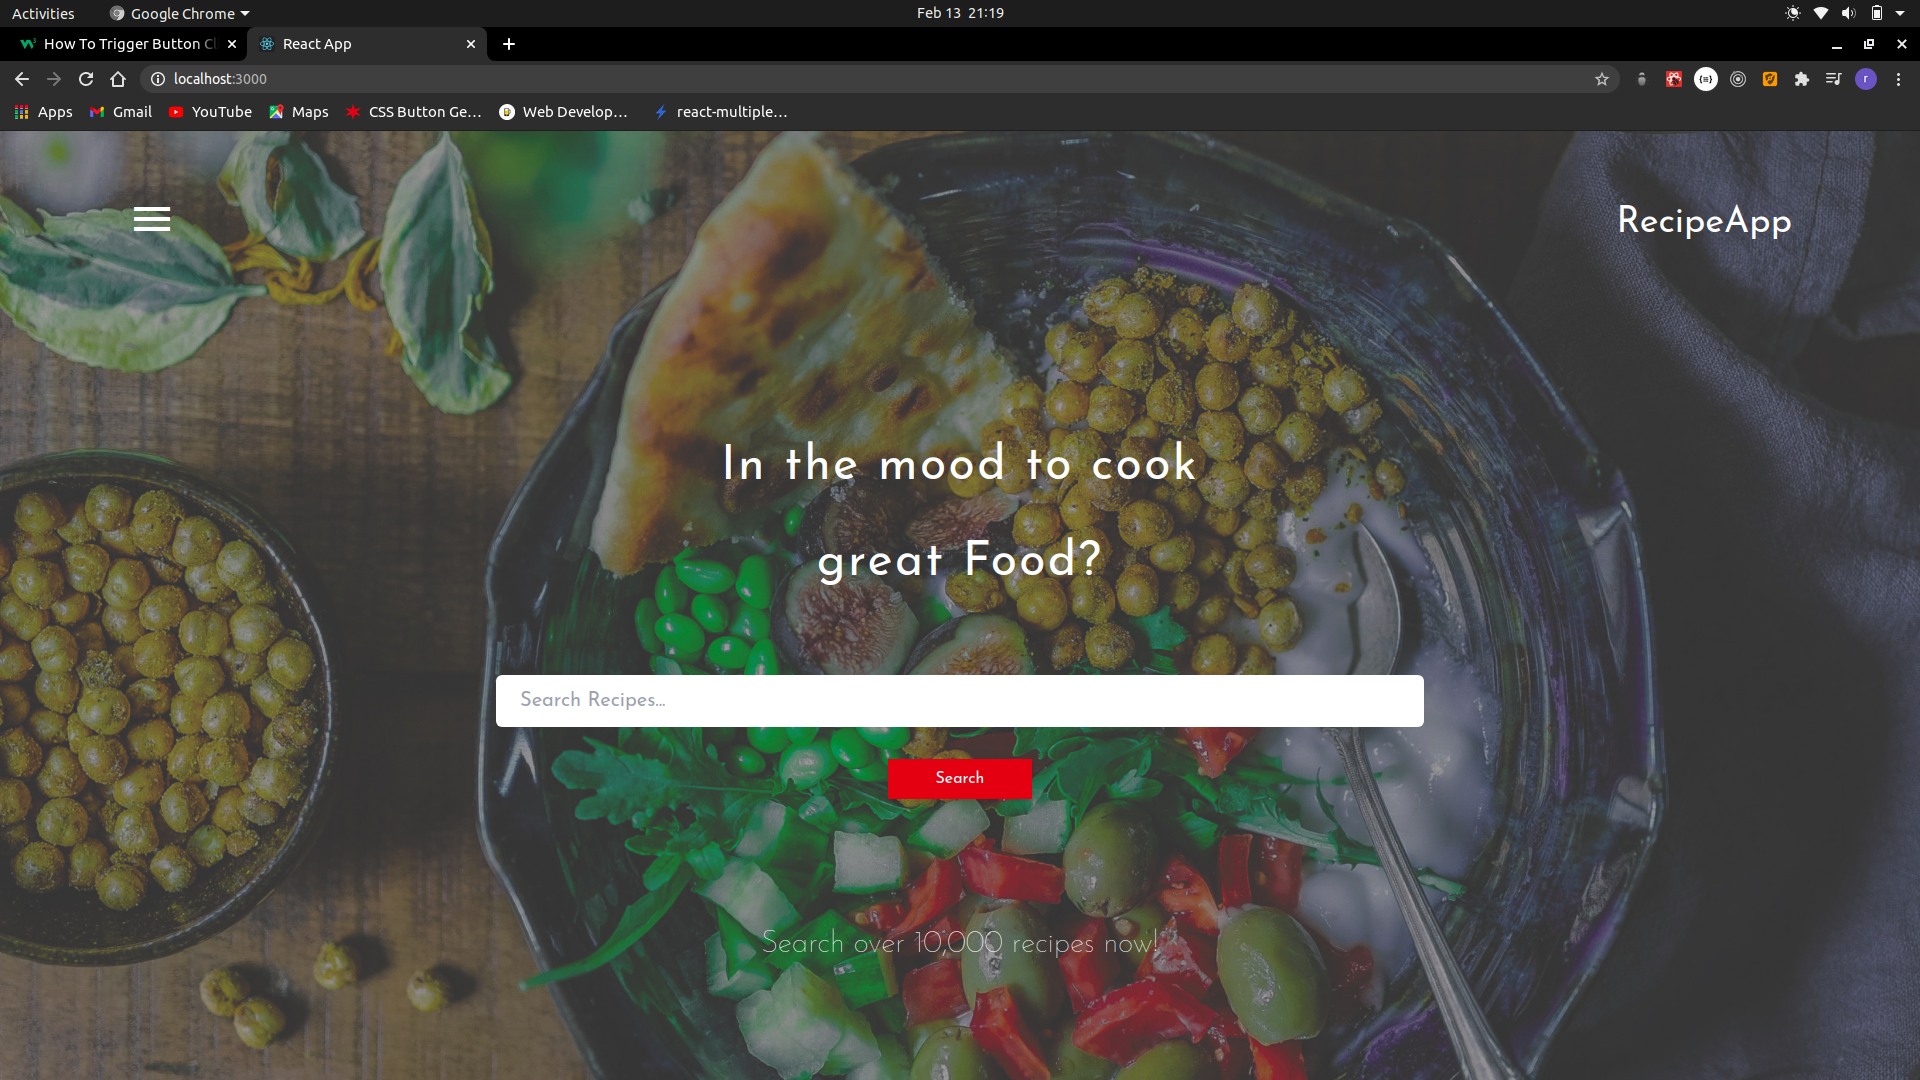 Activities
Google Chrome
Feb 13 21:19
How To Trigger Button Cl
React App
localhost:3000
r
Apps
Gmail
YouTube
Maps
CSS Button Ge...
Web Develop...
react-multiple...
RecipeApp
In the mood to cook
great Food?
Search Recipes...
Search
Search over 10,000 recipes now!